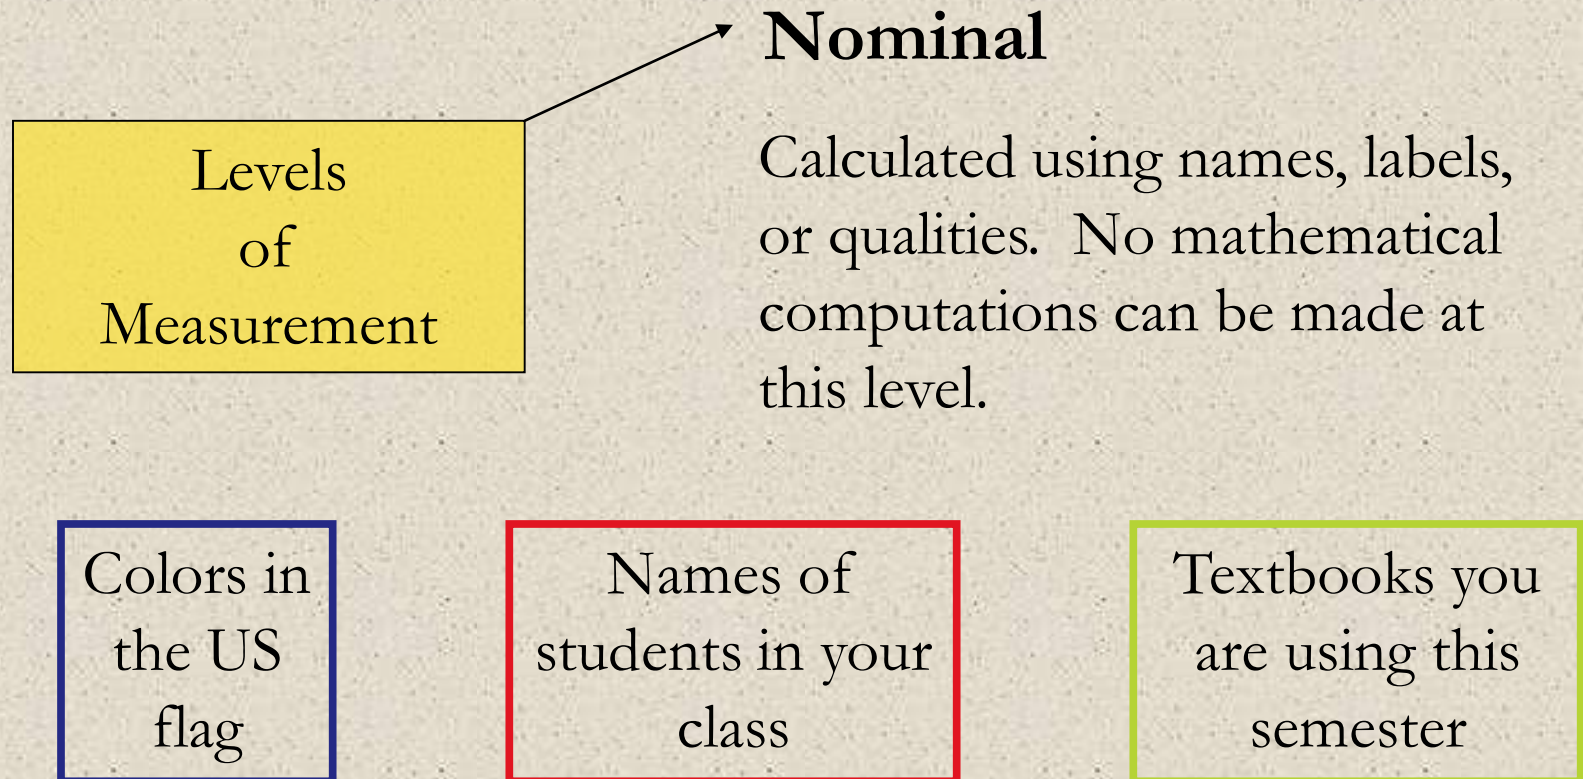 Nominal
Levels
of
Measurement
Calculated using names, labels,
or qualities.  No mathematical
computations can be made at
this level.
Colors in
the US
flag
Names of
students in your
class
Textbooks you
are using this
semester